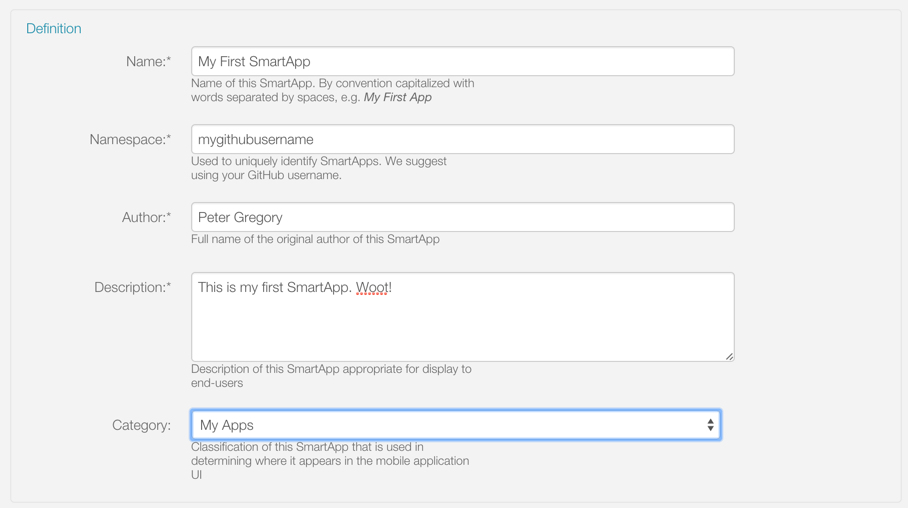 Definition
Name:* My First SmartApp
Name of this SmartApp. By convention capitalized with
words separated by spaces, e.g. My First App
Namespace:* mygithubusername
Used to uniquely identify SmartApps. We suggest
using your GitHub username.
Author:* Peter Gregory
Full name of the original author of this SmartApp
Description:* This is my first SmartApp. Woot!
Description of this SmartApp appropriate for display to
end-users
Category: My Apps
Classification of this SmartApp that is used in
determining where it appears in the mobile application
UI